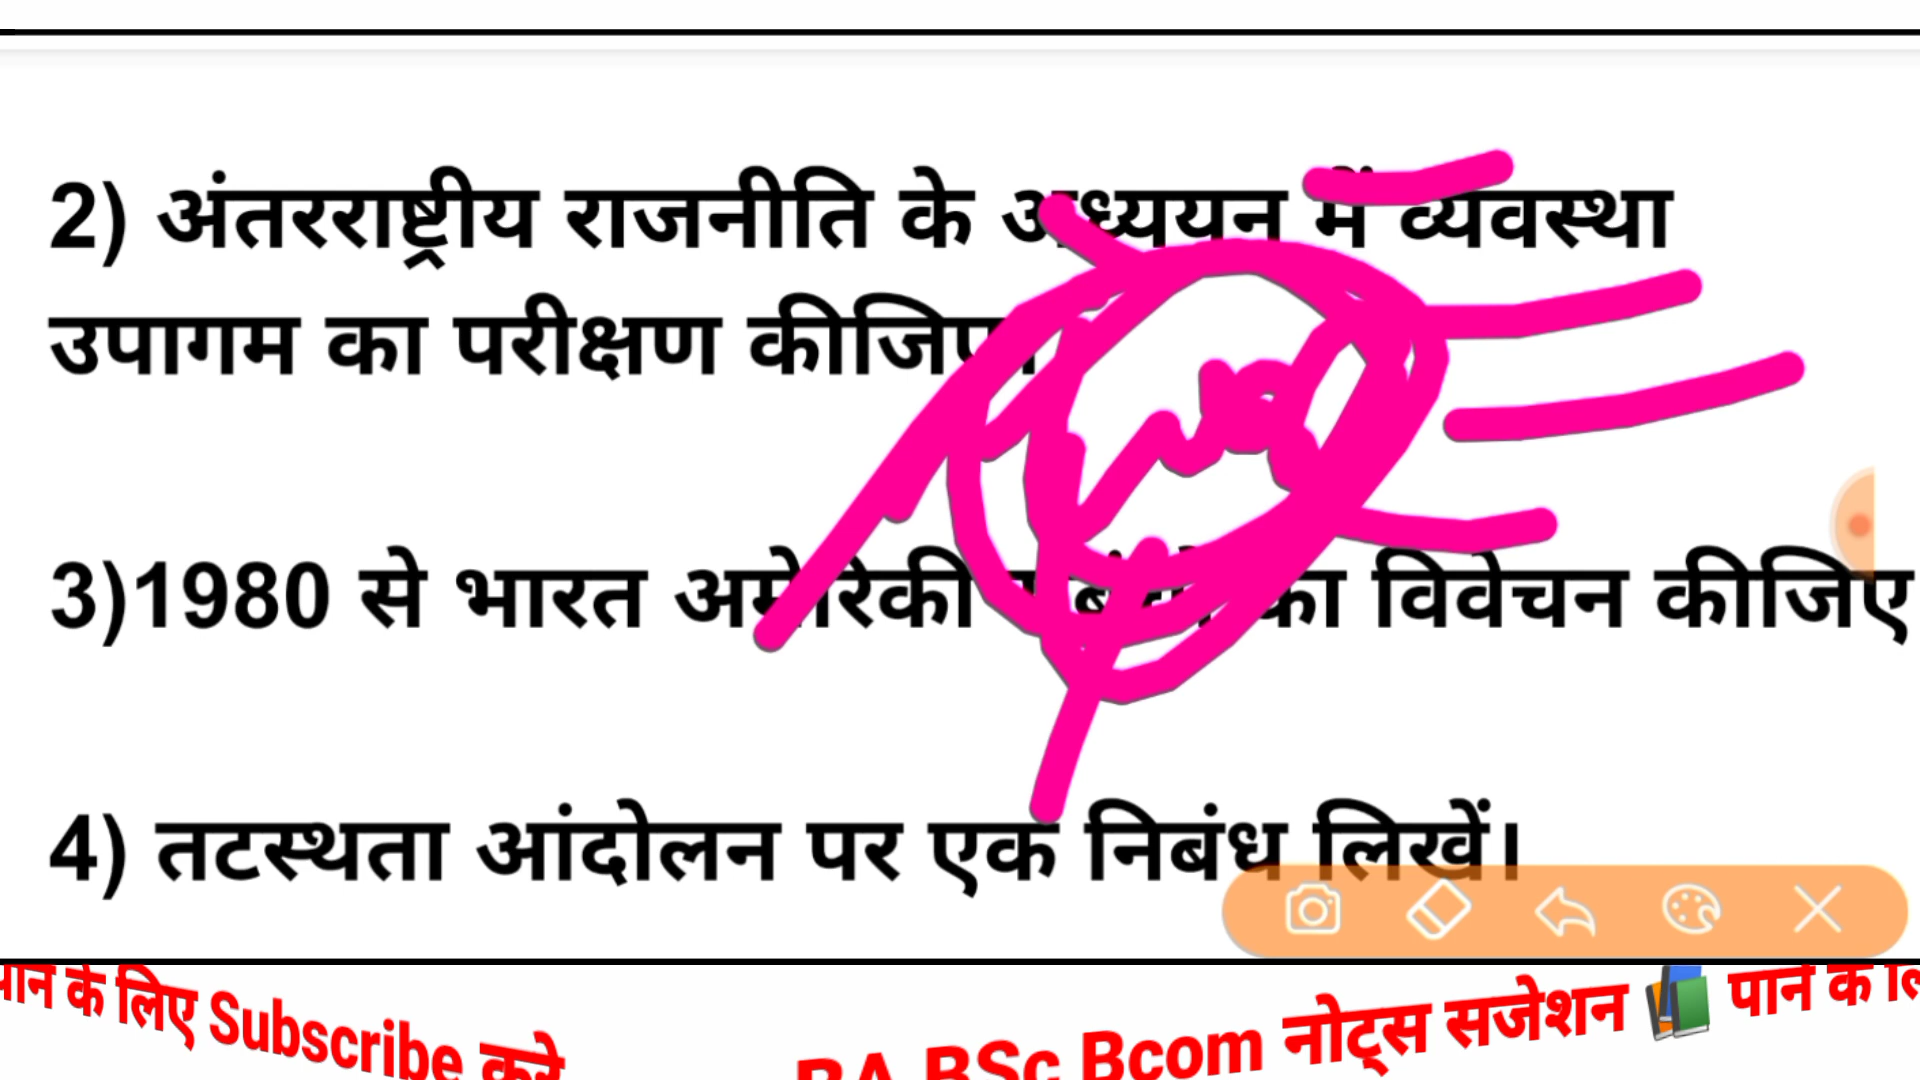 2) अंतरराष्ट्रीय राजनीति के अध्ययन में व्यवस्था
उपागम का परीक्षण कीजिए
3)1980 से भारत अमेरिकी का विवेचन कीजिए
4) तटस्थता आंदोलन पर एक निबंध लिखें।
पाने के लिए Subscribe करे
BA BSc Bcom नोट्स सजेशन पाने के